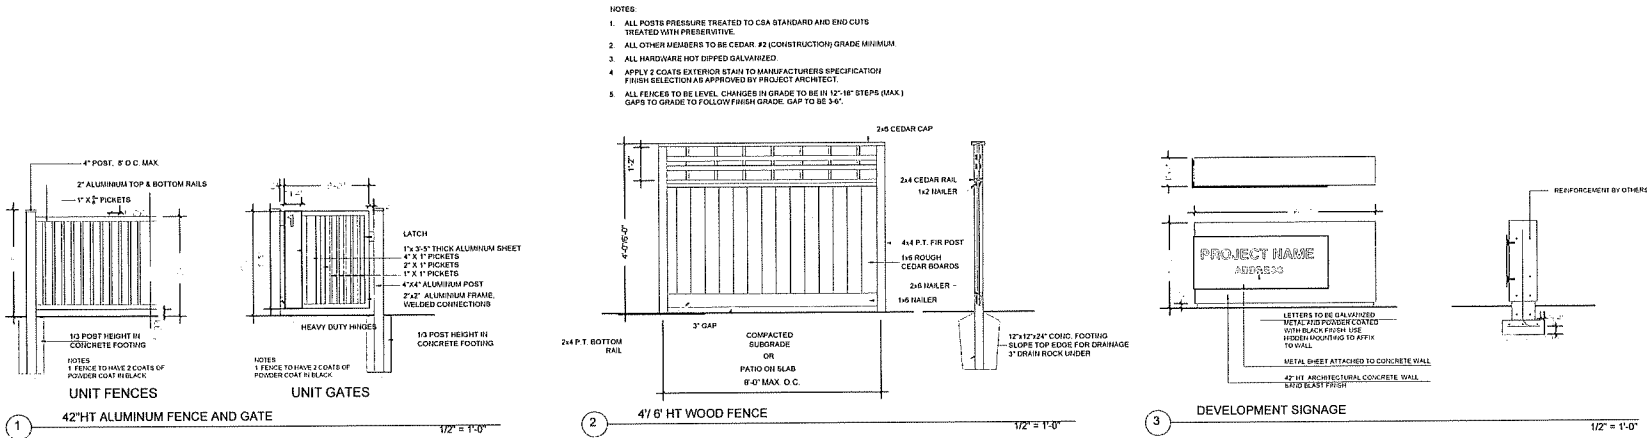 NOTES:
1. ALL POSTS PRESSURE TREATED TO CSA STANDARD AND END CUTS
TREATED WITH PRESERVITIVE.
2. ALL OTHER MEMBERS TO BE CEDAR. #2 (CONSTRUCTION) GRADE MINIMUM.
3. ALL HARDWARE HOT DIPPED GALVANIZED.
4 APPLY 2 COATS EXTERIOR STAIN TO MANUFACTURERS SPECIFICATION
FINISH SELECTION AS APPROVED BY PROJECT ARCHITECT.
5. ALL FENCES TO BE LEVEL. CHANGES IN GRADE TO BE IN 12"-18" STEPS (MAX.)
GAPS TO GRADE TO FOLLOW FINISH GRADE. GAP TO BE 3-6".
4" POST, 8' O.C. MAX.
2" ALUMINIUM TOP & BOTTOM RAILS
PICKETS
1/3 POST HEIGHT IN
CONCRETE FOOTING
NOTES
1 FENCE TO HAVE 2 COATS OF
POWDER COAT IN BLACK
UNIT FENCES
LATCH
1"x 3'-5" THICK ALUMINUM SHEET
4" X 1" PICKETS
2" X 1" PICKETS
1" X 1" PICKETS
4"X4" ALUMINUM POST
2"x2" ALUMINUM FRAME,
WELDED CONNECTIONS
HEAVY DUTY HINGES
1/3 POST HEIGHT IN
CONCRETE FOOTING
NOTES
1 FENCE TO HAVE 2 COATS OF
POWDER COAT IN BLACK
UNIT GATES
1 42"HT ALUMINUM FENCE AND GATE
1/2" = 1'-0"
2x6 CEDAR CAP
1'-2"
2x4 CEDAR RAIL
1x2 NAILER
4'-0"/6'-0"
4x4 P.T. FIR POST
1x6 ROUGH
CEDAR BOARDS
2x6 NAILER
1x6 NAILER
3" GAP
2x4 P.T. BOTTOM
RAIL
COMPACTED
SUBGRADE
OR
PATIO ON SLAB
8'-0" MAX O.C.
12"x12"x24" CONC. FOOTING
SLOPE TOP EDGE FOR DRAINAGE
3" DRAIN ROCK UNDER
2 4'/ 6' HT WOOD FENCE
1/2" = 1'-0"
REINFORCEMENT BY OTHERS
PROJECT NAME
ADDRESS
LETTERS TO BE GALVANIZED
METAL AND POWDER COATED
WITH BLACK FINISH USE
HIDDEN MOUNTING TO AFFIX
TO WALL
METAL SHEET ATTACHED TO CONCRETE WALL
42" HT ARCHITECTURAL CONCRETE WALL
SAND BLAST FINISH
3 DEVELOPMENT SIGNAGE
1/2" = 1'-0"